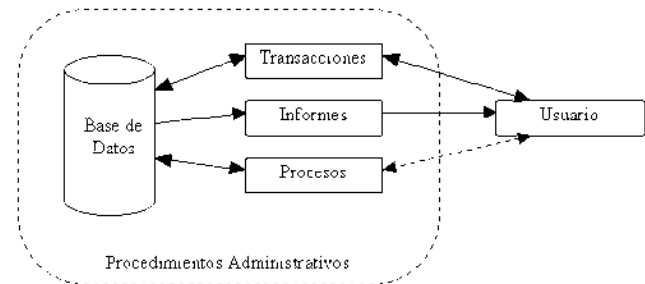 Transacciones
Informes
Usuario
Base de
Datos
Procesos
Procedimientos Administrativos